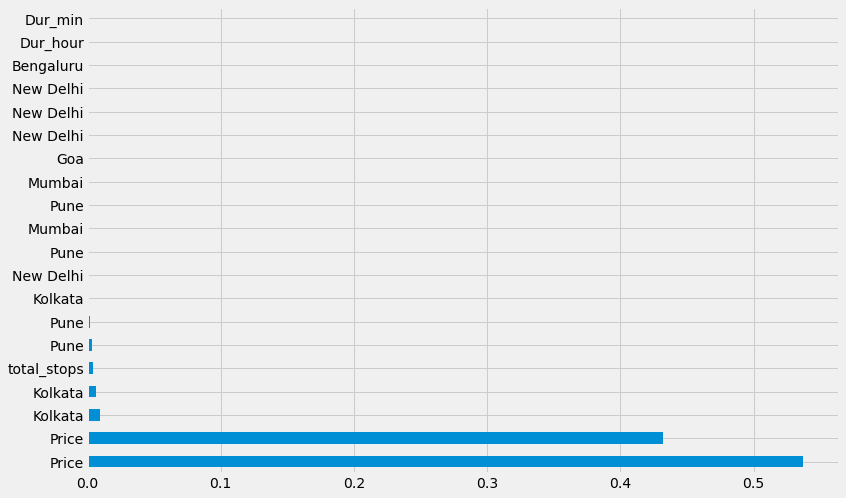 Dur_min
Dur_hour
Bengaluru
New Delhi
New Delhi
New Delhi
Goa
Mumbai
Pune
Mumbai
Pune
New Delhi
Kolkata
Pune
Pune
total_stops
Kolkata
Kolkata
Price
Price
0.0 0.1 0.2 0.3 0.4 0.5